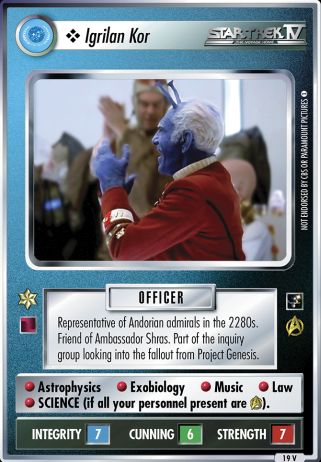 ❖ Igrilan Kor
STAR TREK IV
THE VOYAGE HOME
NOT ENDORSED BY CBS OR PARAMOUNT PICTURES
OFFICER
Representative of Andorian admirals in the 2280s.
Friend of Ambassador Shras. Part of the inquiry
group looking into the fallout from Project Genesis.
Astrophysics Exobiology Music Law
SCIENCE (if all your personnel present are ).
INTEGRITY 7 CUNNING 6 STRENGTH 7
19 V